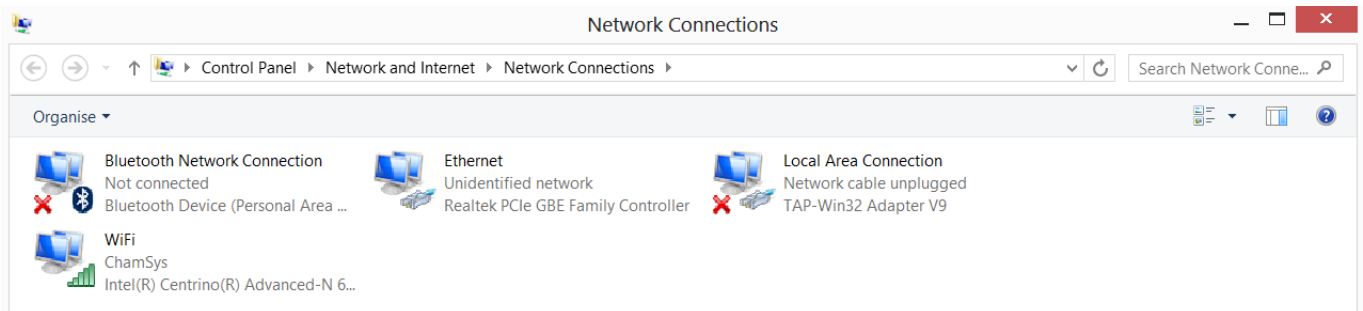 Network Connections
Control Panel Network and Internet Network Connections Search Network Conne...
Organise
Bluetooth Network Connection
Not connected
Bluetooth Device (Personal Area ...
Ethernet
Unidentified network
Realtek PCIe GBE Family Controller
Local Area Connection
Network cable unplugged
TAP-Win32 Adapter V9
WiFi
ChamSys
Intel(R) Centrino(R) Advanced-N 6...